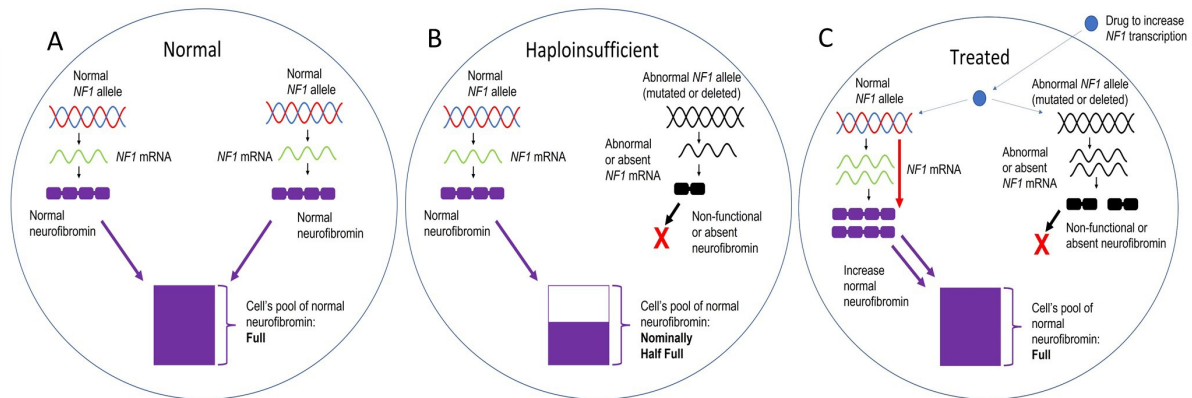 A
Normal
Normal
NF1 allele
Normal
NF1 allele
NF1 mRNA
NF1 mRNA
Normal
neurofibromin
Normal
neurofibromin
Cell's pool of normal
neurofibromin:
Full
B
Haploinsufficient
Normal
NF1 allele
Abnormal NF1 allele
(mutated or deleted)
NF1 mRNA
Abnormal
or absent
NF1 mRNA
Normal
neurofibromin
Non-functional
or absent
neurofibromin
X
Cell's pool of normal
neurofibromin:
Nominally
Half Full
C
Treated
Drug to increase
NF1 transcription
Normal
NF1 allele
Abnormal NF1 allele
(mutated or deleted)
NF1 mRNA
Abnormal
or absent
NF1 mRNA
X
Non-functional or
absent neurofibromin
Increase
normal
neurofibromin
Cell's pool of
normal
neurofibromin:
Full